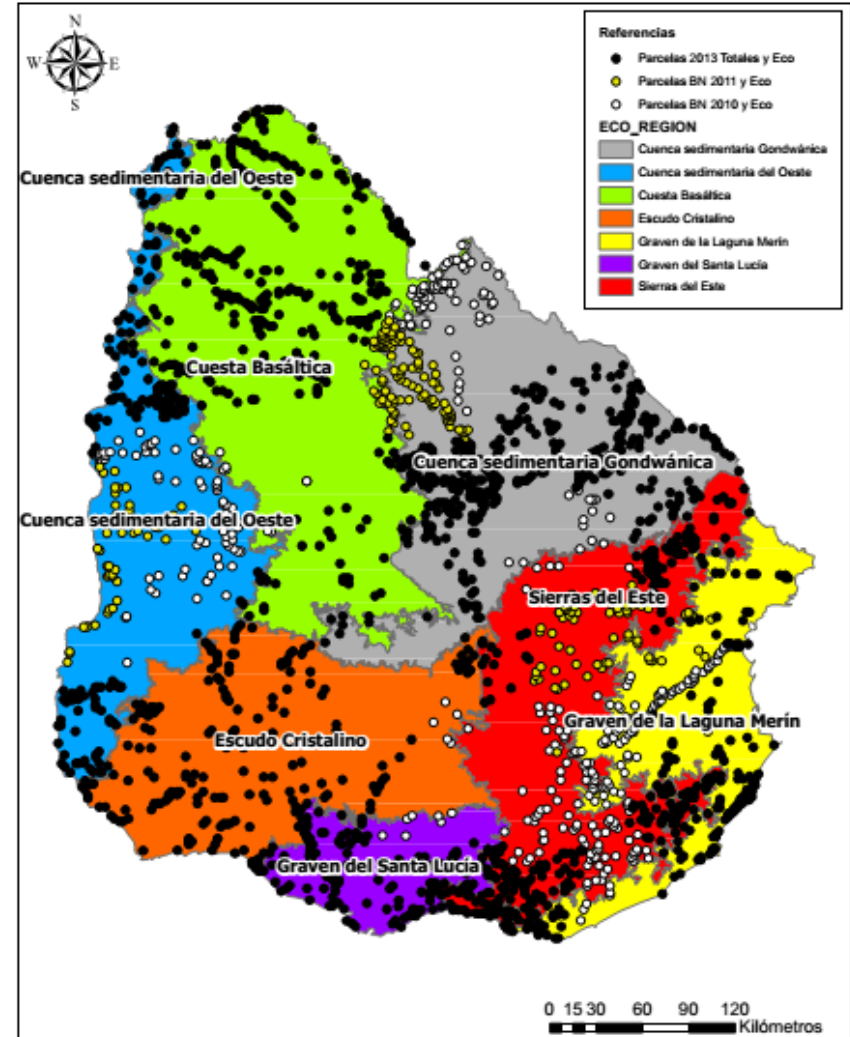 N
W
E
S
Referencias
Parcelas 2013 Totales y Eco
Parcelas BN 2011 y Eco
Parcelas BN 2010 y Eco
ECO_REGION
Cuenca sedimentaria Gondwánica
Cuenca sedimentaria del Oeste
Cuesta Basáltica
Escudo Cristalino
Graven de la Laguna Merín
Graven del Santa Lucía
Sierras del Este
Cuenca sedimentaria del Oeste
Cuesta Basáltica
Cuenca sedimentaria Gondwánica
Cuenca sedimentaria del Oeste
Sierras del Este
Graven de la Laguna Merín
Escudo Cristalino
Graven del Santa Lucía
0 15 30 60 90 120
Kilómetros